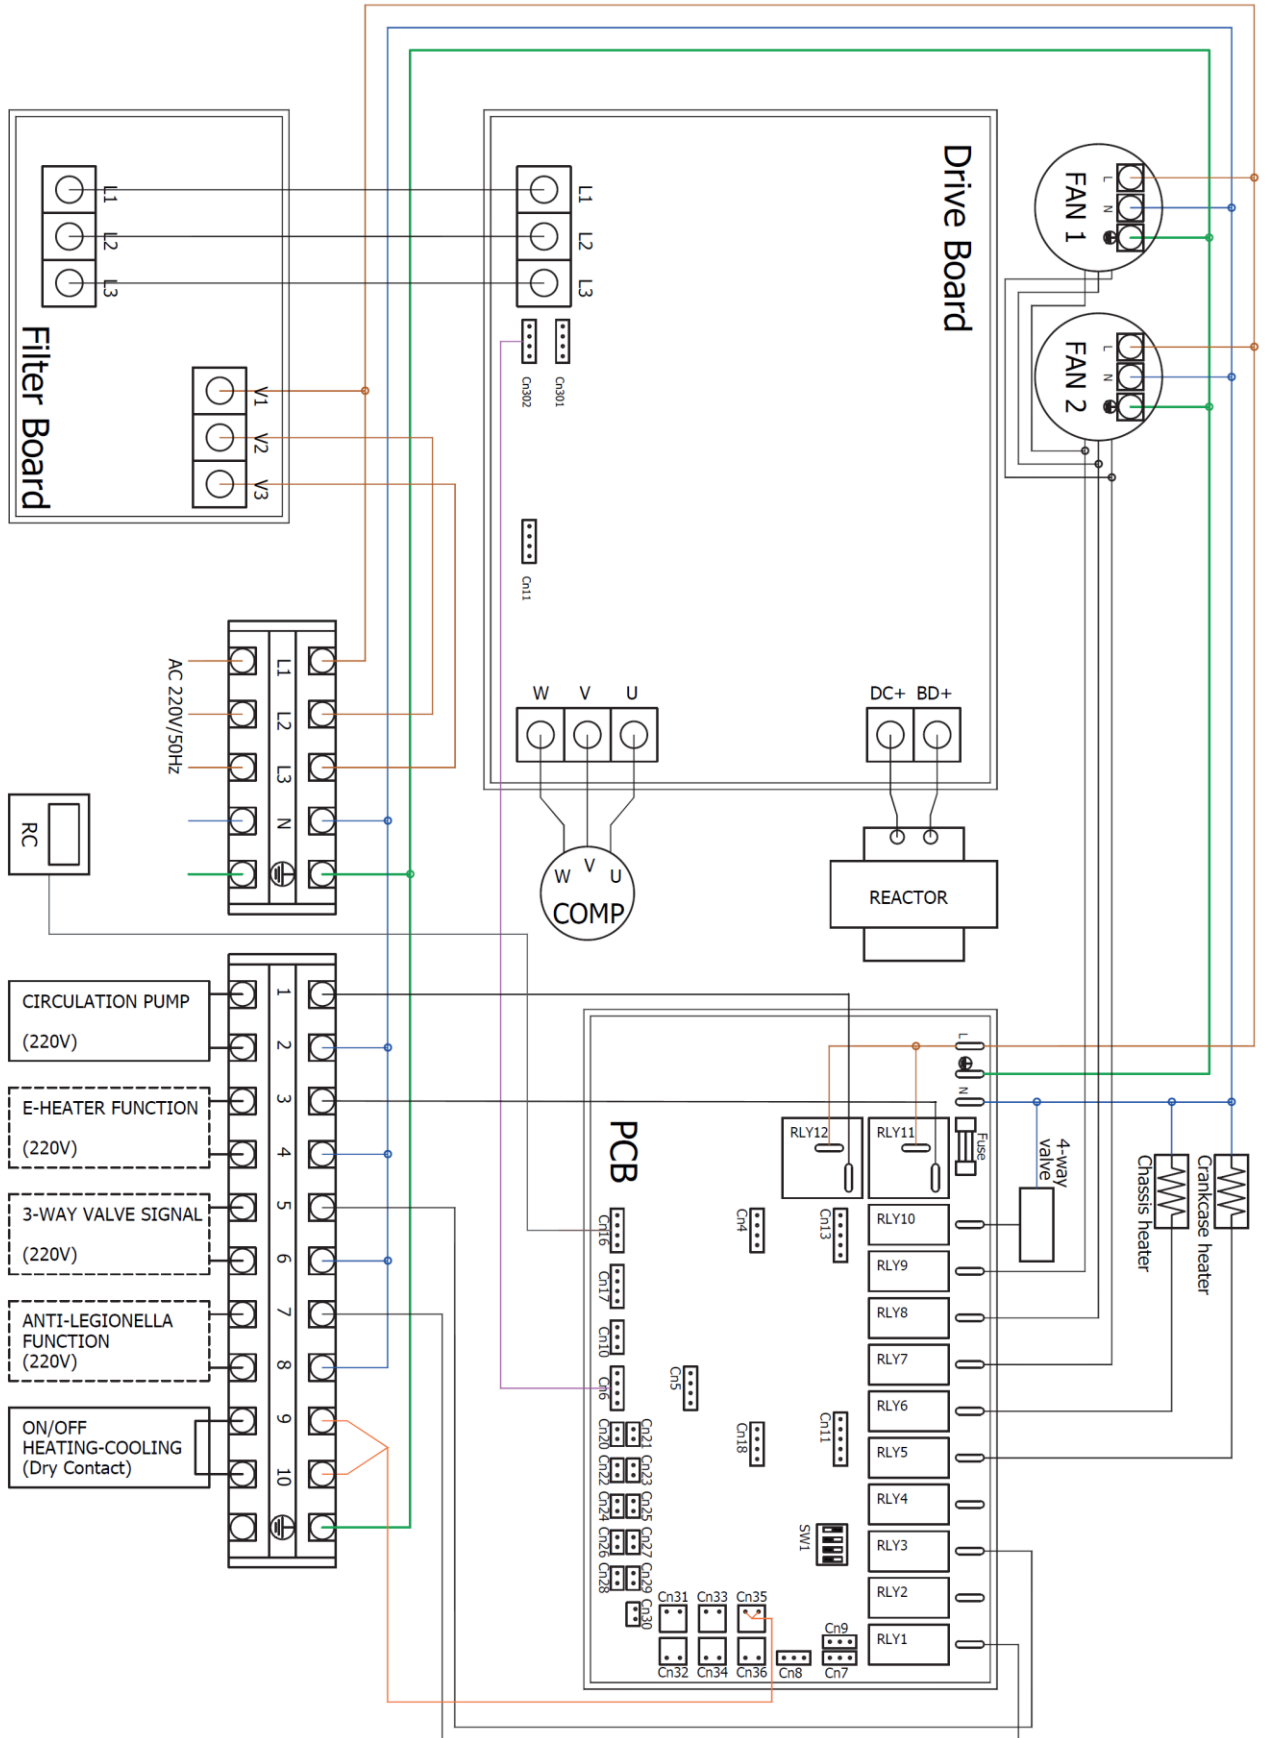 L1
L2
L3
V1
V2
V3
Filter Board
L1
L2
L3
Cn302
Cn301
Cn11
Drive Board
W
V
U
DC+
BD+
L
N
FAN 1
L
N
FAN 2
AC 220V/50Hz
L1
L2
L3
N
RC
W
V
U
COMP
REACTOR
CIRCULATION PUMP
(220V)
E-HEATER FUNCTION
(220V)
3-WAY VALVE SIGNAL
(220V)
ANTI-LEGIONELLA
FUNCTION
(220V)
ON/OFF
HEATING-COOLING
(Dry Contact)
1
2
3
4
5
6
7
8
9
10
PCB
L
N
Fuse
RLY12
RLY11
RLY10
RLY9
RLY8
RLY7
RLY6
RLY5
RLY4
RLY3
RLY2
RLY1
4-way
valve
Chassis heater
Crankcase heater
Cn16
Cn4
Cn13
Cn17
Cn10
Cn6
Cn5
Cn18
Cn11
Cn20
Cn21
Cn22
Cn23
Cn24
Cn25
Cn26
Cn27
Cn28
Cn29
Cn30
SW1
Cn31
Cn33
Cn35
Cn32
Cn34
Cn36
Cn9
Cn8
Cn7